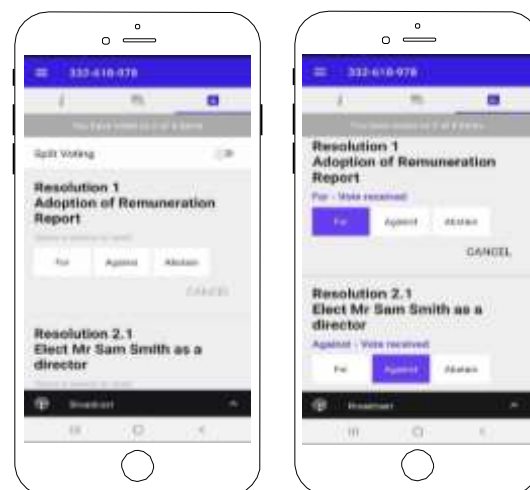 332-618-978
Split Voting
Resolution 1
Adoption of Remuneration
Report
For
Against
Abstain
CANCEL
Resolution 2.1
Elect Mr Sam Smith as a
director
Broadcast
332-618-978
Resolution 1
Adoption of Remuneration
Report
For - Vote received
For
Against
Abstain
CANCEL
Resolution 2.1
Elect Mr Sam Smith as a
director
Against - Vote received
For
Against
Abstain
Broadcast